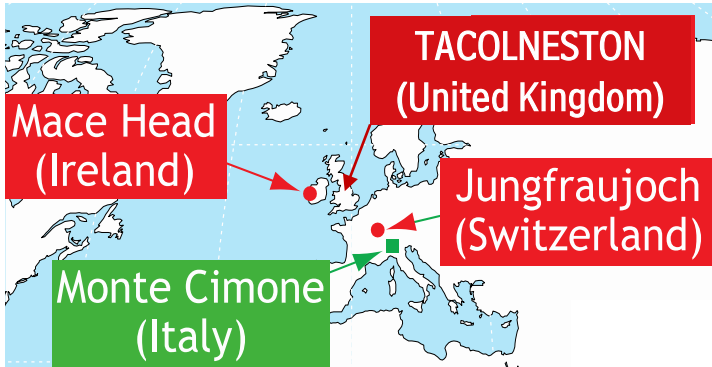 TACOLNESTON
(United Kingdom)
Mace Head
(Ireland)
Jungfraujoch
(Switzerland)
Monte Cimone
(Italy)